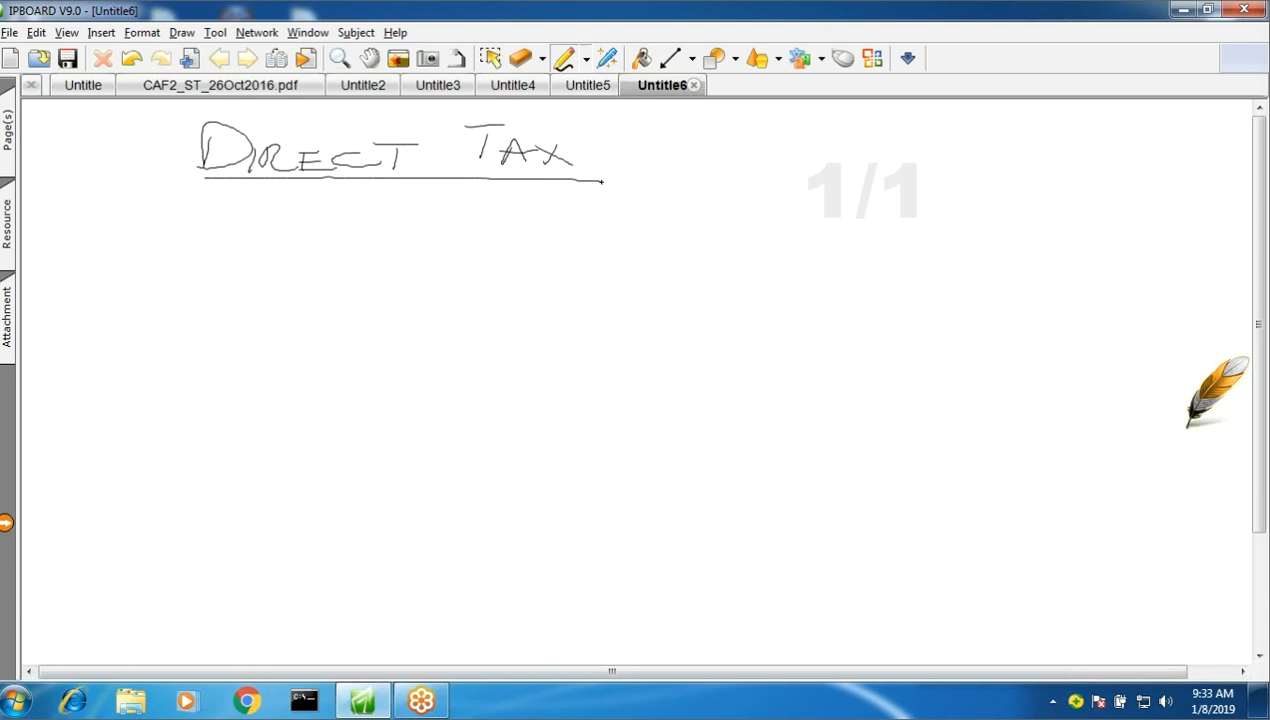 IPBOARD V9.0 - [Untitle6]
File Edit View Insert Format Draw Tool Network Window Subject Help
Untitle CAF2_ST_26Oct2016.pdf Untitle2 Untitle3 Untitle4 Untitle5 Untitle6
Page(s)
Resource
Attachment
DIRECT TAX
1/1
9:33 AM
1/8/2019